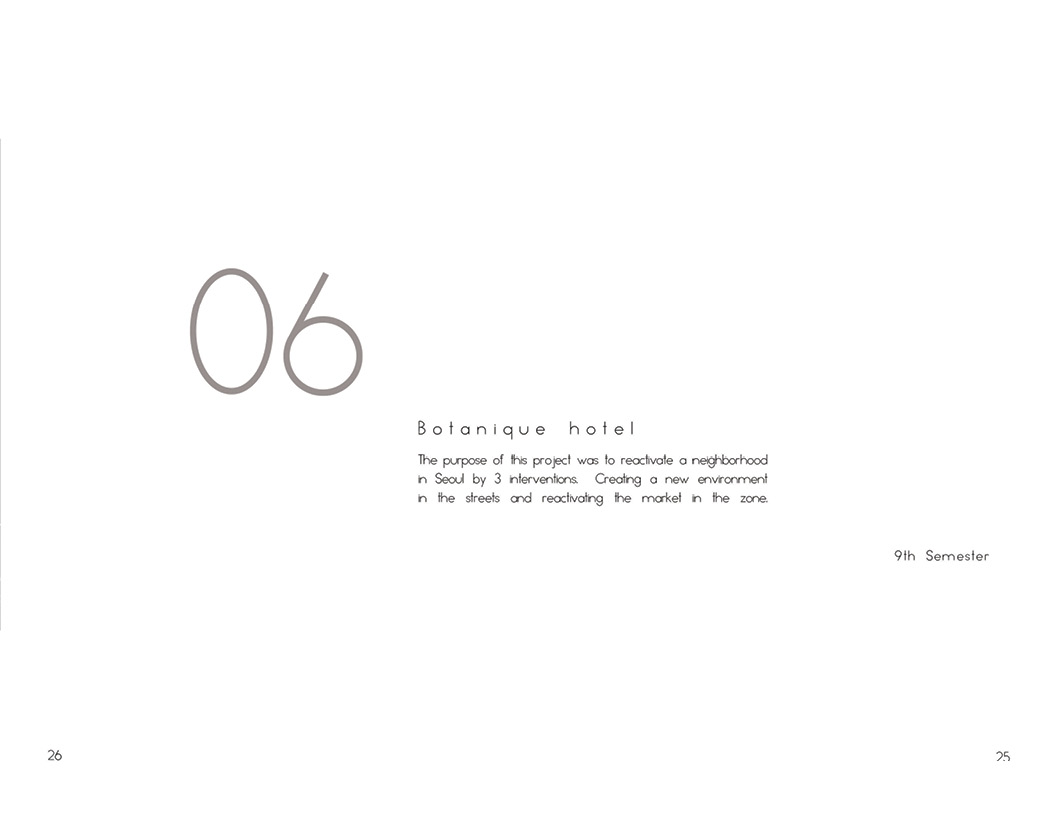 06
Botanique hotel
The purpose of this project was to reactivate a neighborhood
in Seoul by 3 interventions. Creating a new environment
in the streets and reactivating the market in the zone.
9th Semester
26
25